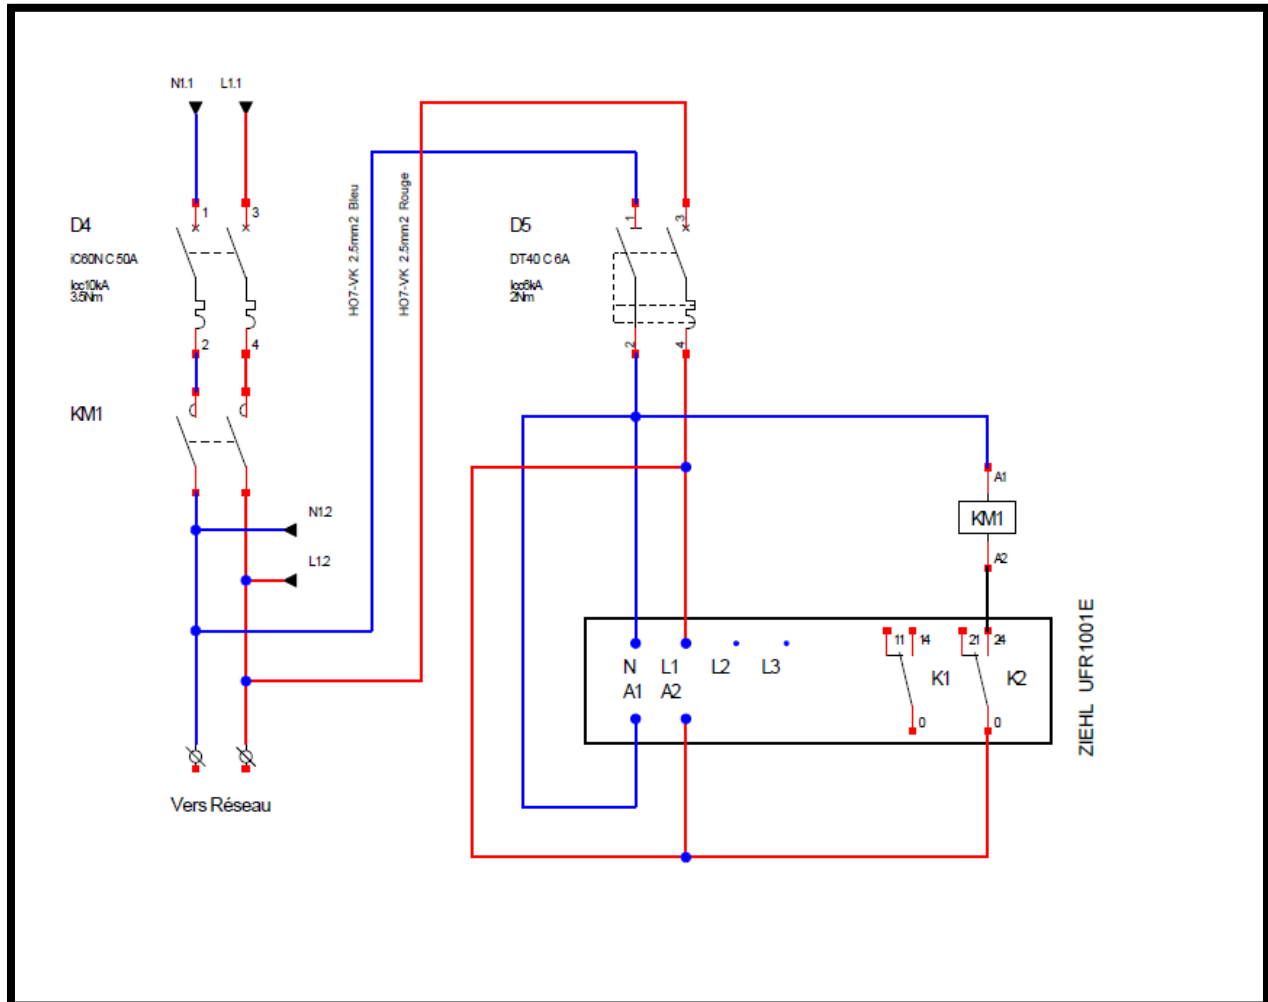 N1.1 L1.1
HO7-VK 2.5mm2 Bleu
HO7-VK 2.5mm2 Rouge
D4
iC60N C 50A
Icc10kA
3.5Nm
1 3
2 4
D5
DT40 C 6A
Icc6kA
2Nm
1 3
2 4
KM1
N1.2
L1.2
A1
KM1
A2
ZIEHL UFR1001E
11 14 21 24
N L1 L2 L3 K1 K2
A1 A2
0 0
Vers Réseau